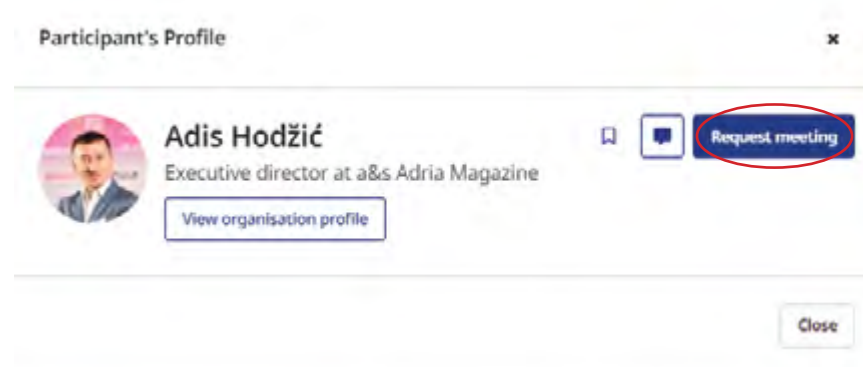 Participant's Profile
Adis Hodžić
Request meeting
Executive director at a&s Adria Magazine
View organisation profile
Close